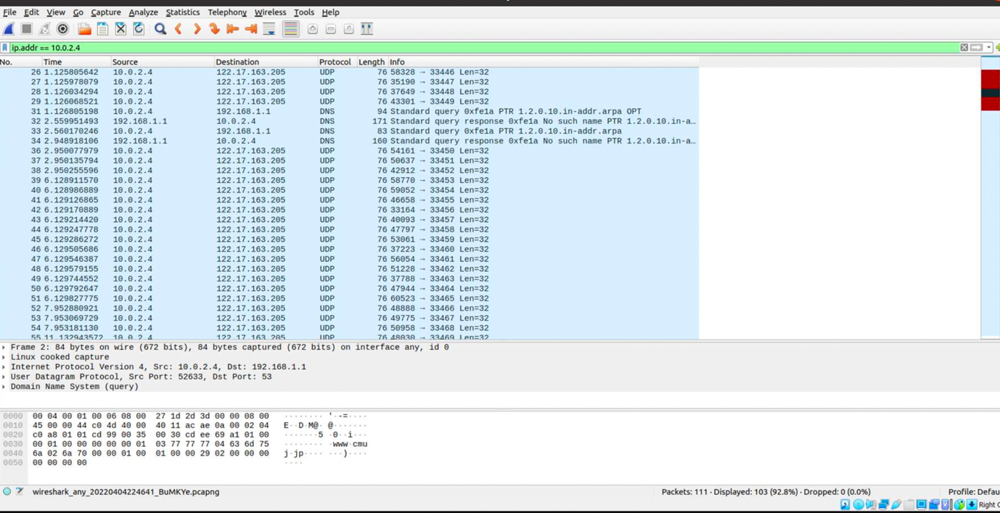 File Edit View Go Capture Analyze Statistics Telephony Wireless Tools Help
ip.addr == 10.0.2.4
No. Time Source Destination Protocol Length Info
26 1.125805642 10.0.2.4 122.17.163.205 UDP 76 58328 → 33446 Len=32
27 1.125978079 10.0.2.4 122.17.163.205 UDP 76 35190 → 33447 Len=32
28 1.126034294 10.0.2.4 122.17.163.205 UDP 76 37649 → 33448 Len=32
29 1.126068521 10.0.2.4 122.17.163.205 UDP 76 43301 → 33449 Len=32
31 1.126805198 10.0.2.4 192.168.1.1 DNS 94 Standard query 0xfe1a PTR 1.2.0.10.in-addr.arpa OPT
32 2.559951493 192.168.1.1 10.0.2.4 DNS 171 Standard query response 0xfe1a No such name PTR 1.2.0.10.in-a…
33 2.560170246 10.0.2.4 192.168.1.1 DNS 83 Standard query 0xfe1a PTR 1.2.0.10.in-addr.arpa
34 2.948918106 192.168.1.1 10.0.2.4 DNS 160 Standard query response 0xfe1a No such name PTR 1.2.0.10.in-a…
36 2.950077979 10.0.2.4 122.17.163.205 UDP 76 54161 → 33450 Len=32
37 2.950135794 10.0.2.4 122.17.163.205 UDP 76 50637 → 33451 Len=32
38 2.950255596 10.0.2.4 122.17.163.205 UDP 76 42912 → 33452 Len=32
39 6.128911570 10.0.2.4 122.17.163.205 UDP 76 58770 → 33453 Len=32
40 6.128986889 10.0.2.4 122.17.163.205 UDP 76 59052 → 33454 Len=32
41 6.129126865 10.0.2.4 122.17.163.205 UDP 76 46658 → 33455 Len=32
42 6.129170889 10.0.2.4 122.17.163.205 UDP 76 33164 → 33456 Len=32
43 6.129214420 10.0.2.4 122.17.163.205 UDP 76 40093 → 33457 Len=32
44 6.129247778 10.0.2.4 122.17.163.205 UDP 76 47797 → 33458 Len=32
45 6.129286272 10.0.2.4 122.17.163.205 UDP 76 53061 → 33459 Len=32
46 6.129505686 10.0.2.4 122.17.163.205 UDP 76 37223 → 33460 Len=32
47 6.129546387 10.0.2.4 122.17.163.205 UDP 76 56054 → 33461 Len=32
48 6.129579155 10.0.2.4 122.17.163.205 UDP 76 51228 → 33462 Len=32
49 6.129744552 10.0.2.4 122.17.163.205 UDP 76 37788 → 33463 Len=32
50 6.129792647 10.0.2.4 122.17.163.205 UDP 76 47944 → 33464 Len=32
51 6.129827775 10.0.2.4 122.17.163.205 UDP 76 60523 → 33465 Len=32
52 7.952880921 10.0.2.4 122.17.163.205 UDP 76 48888 → 33466 Len=32
53 7.953069729 10.0.2.4 122.17.163.205 UDP 76 49775 → 33467 Len=32
54 7.953181130 10.0.2.4 122.17.163.205 UDP 76 50958 → 33468 Len=32
55 11.132943572 10.0.2.4 122.17.163.205 UDP 76 48030 → 33469 Len=32
Frame 2: 84 bytes on wire (672 bits), 84 bytes captured (672 bits) on interface any, id 0
Linux cooked capture
Internet Protocol Version 4, Src: 10.0.2.4, Dst: 192.168.1.1
User Datagram Protocol, Src Port: 52633, Dst Port: 53
Domain Name System (query)
0000 00 04 00 01 00 06 08 00 27 1d 2d 3d 00 00 08 00 ········ '·-=····
0010 45 00 00 44 c0 4d 40 00 40 11 ac ae 0a 00 02 04 E··D·M@· @·······
0020 c0 a8 01 01 cd 99 00 35 00 30 cd ee 69 a1 01 00 ·······5 ·0··i···
0030 00 01 00 00 00 00 00 01 03 77 77 77 04 63 6d 75 ········ ·www·cmu
0040 6a 02 6a 70 00 00 01 00 01 00 00 29 02 00 00 00 j·jp···· ···)····
0050 00 00 00 00 ····
wireshark_any_20220404224641_BuMKYe.pcapng Packets: 111 · Displayed: 103 (92.8%) · Dropped: 0 (0.0%) Profile: Defau
Right C